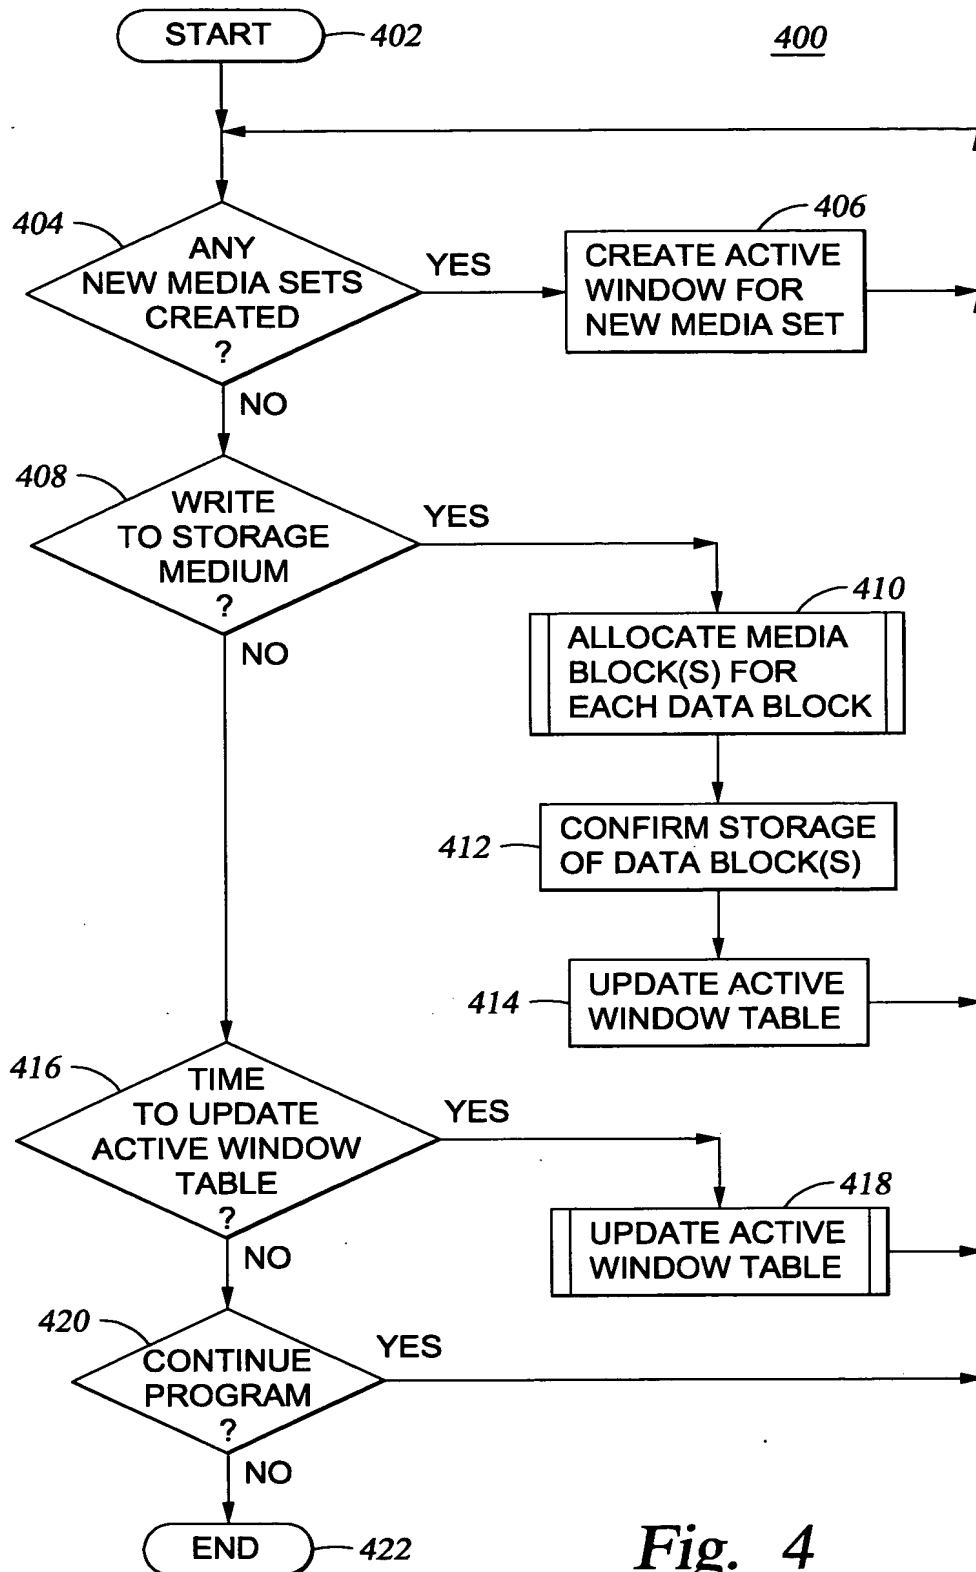 START
402
400
404
ANY
NEW MEDIA SETS
CREATED
?
YES
406
CREATE ACTIVE
WINDOW FOR
NEW MEDIA SET
NO
408
WRITE
TO STORAGE
MEDIUM
?
YES
410
ALLOCATE MEDIA
BLOCK(S) FOR
EACH DATA BLOCK
NO
412
CONFIRM STORAGE
OF DATA BLOCK(S)
414
UPDATE ACTIVE
WINDOW TABLE
416
TIME
TO UPDATE
ACTIVE WINDOW
TABLE
?
YES
418
UPDATE ACTIVE
WINDOW TABLE
NO
420
CONTINUE
PROGRAM
?
YES
NO
END
422
Fig. 4